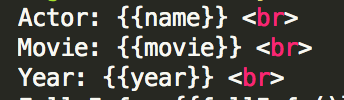 Actor: {{name}} <br>
Movie: {{movie}} <br>
Year: {{year}} <br>